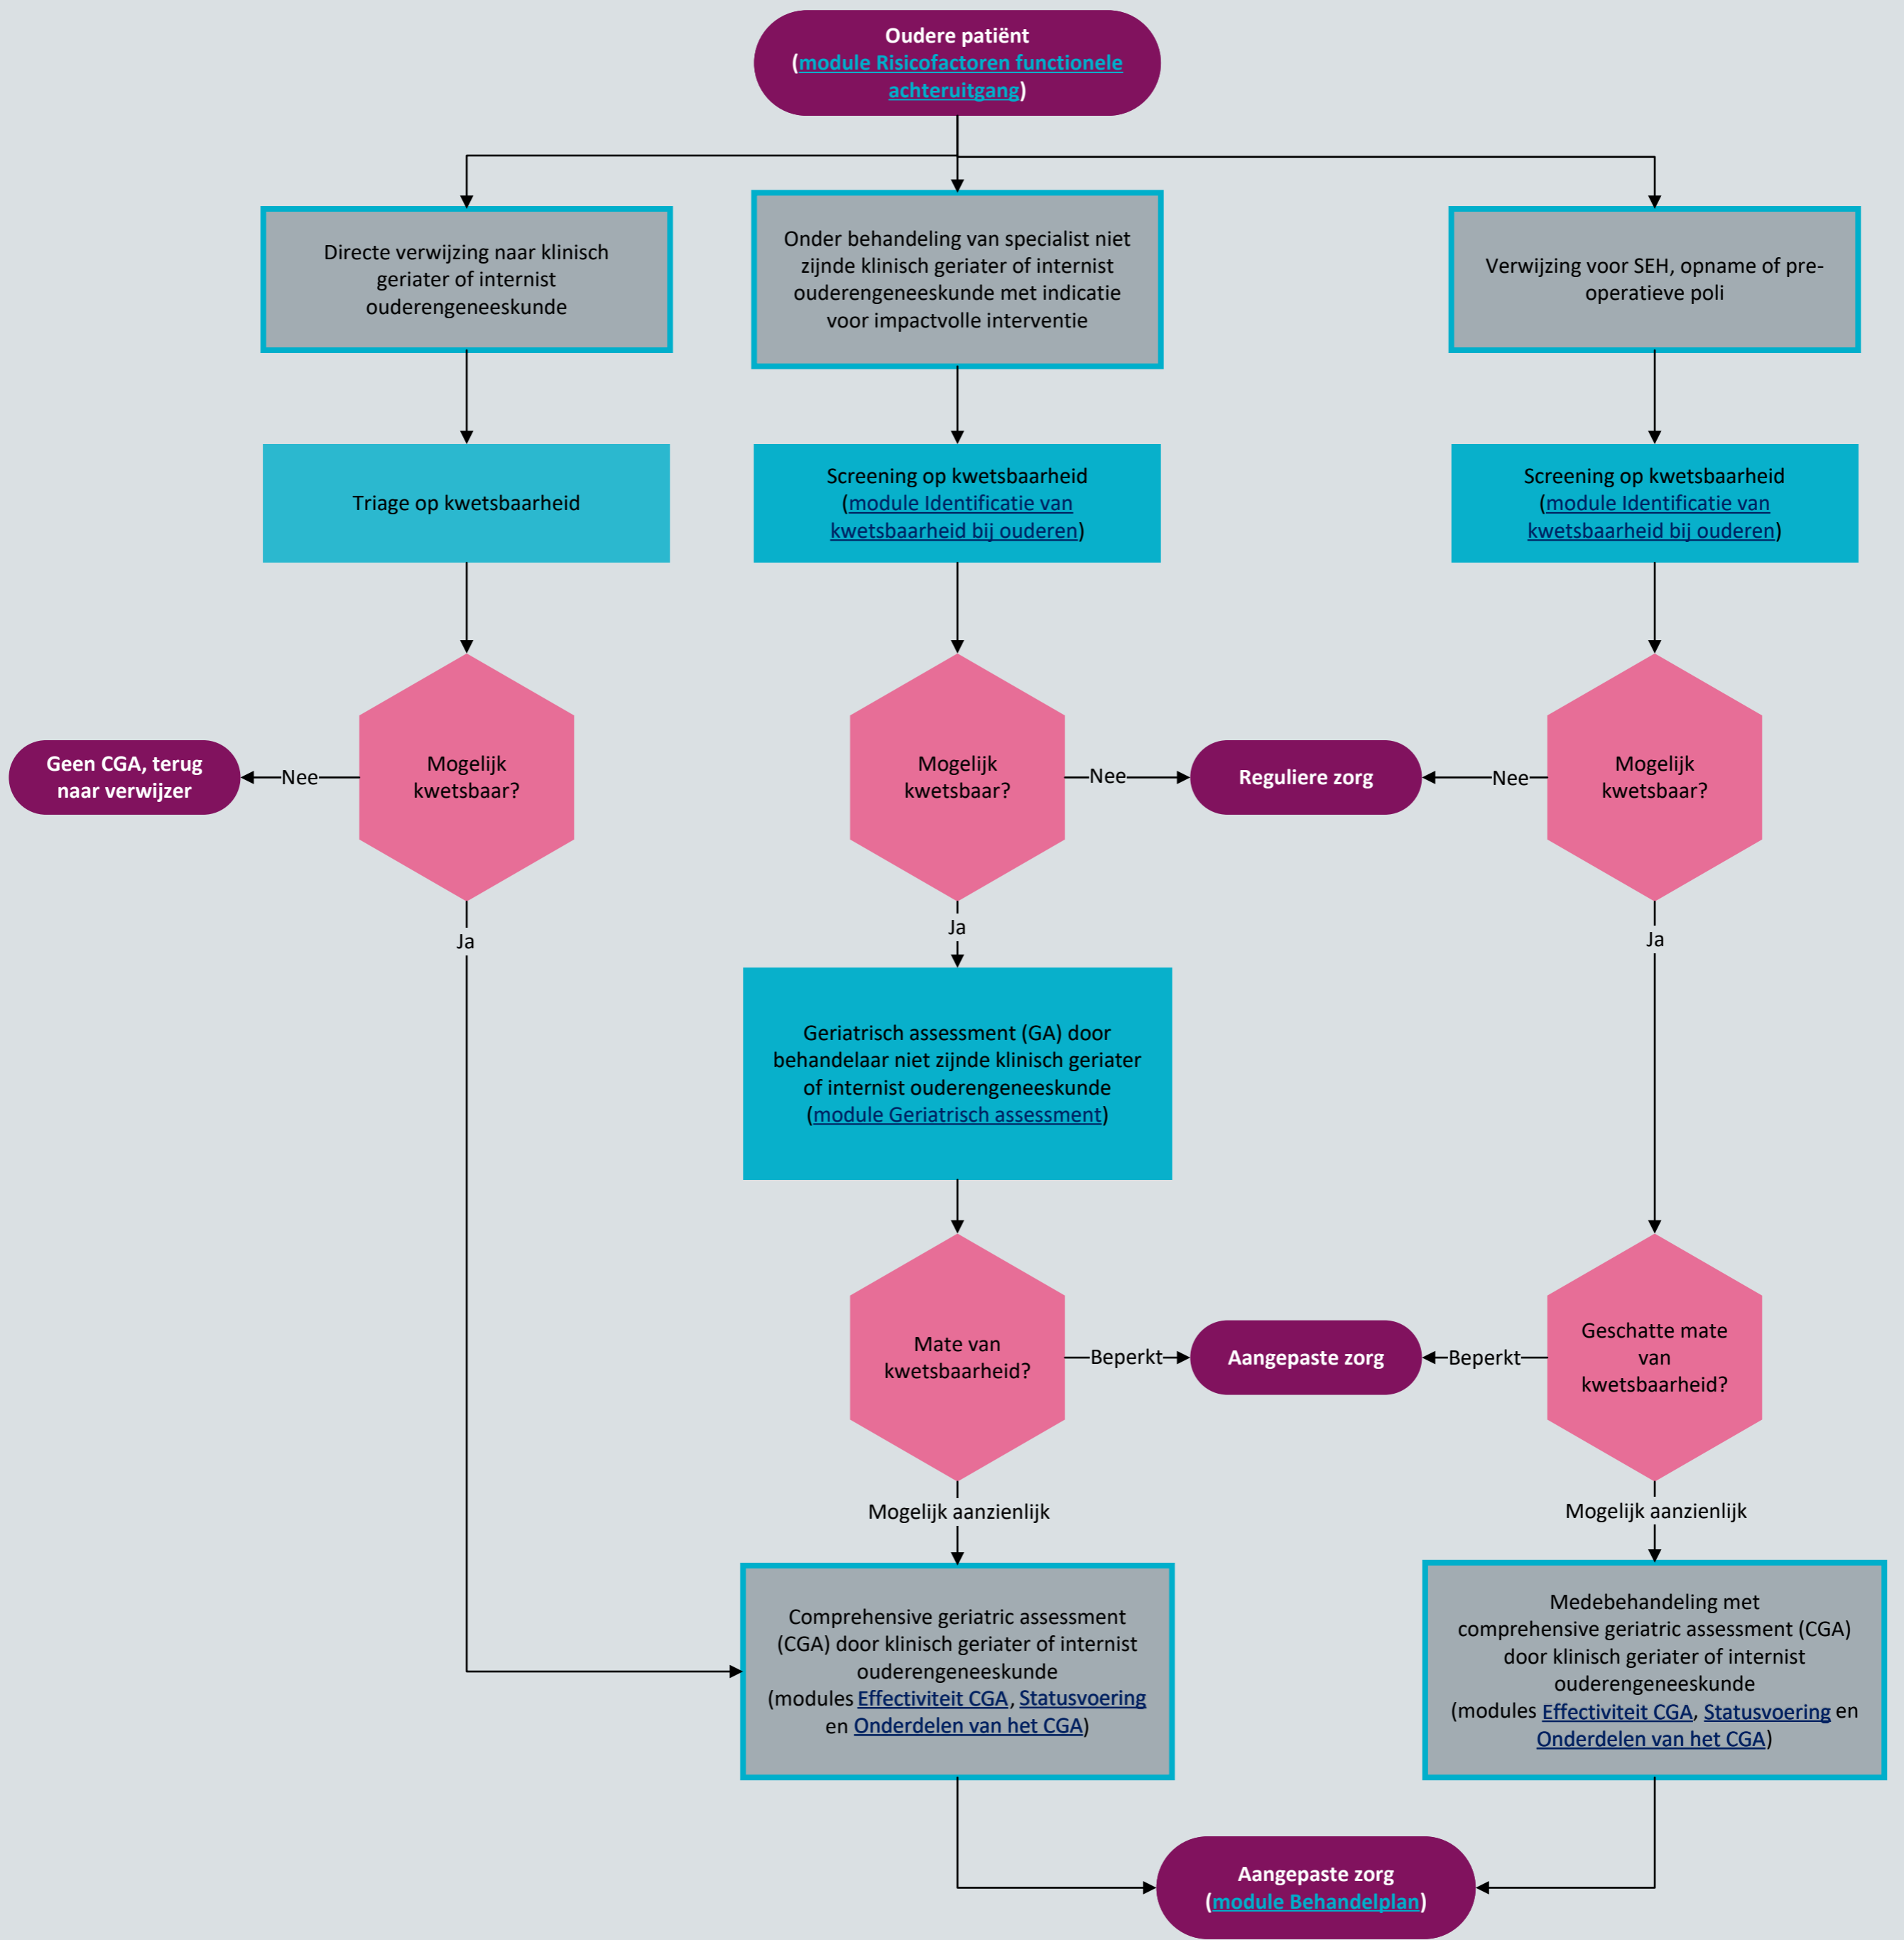 Oudere patiënt
(module Risicofactoren functionele
achteruitgang)
Directe verwijzing naar klinisch
geriater of internist
ouderengeneeskunde
Onder behandeling van specialist niet
zijnde klinisch geriater of internist
ouderengeneeskunde met indicatie
voor impactvolle interventie
Verwijzing voor SEH, opname of pre-
operatieve poli
Triage op kwetsbaarheid
Screening op kwetsbaarheid
(module Identificatie van
kwetsbaarheid bij ouderen)
Screening op kwetsbaarheid
(module Identificatie van
kwetsbaarheid bij ouderen)
Geen CGA, terug
naar verwijzer
Nee
Mogelijk
kwetsbaar?
Mogelijk
kwetsbaar?
Nee
Reguliere zorg
Nee
Mogelijk
kwetsbaar?
Ja
Ja
Ja
Geriatrisch assessment (GA) door
behandelaar niet zijnde klinisch geriater
of internist ouderengeneeskunde
(module Geriatrisch assessment)
Mate van
kwetsbaarheid?
Beperkt
Aangepaste zorg
Beperkt
Geschatte mate
van
kwetsbaarheid?
Mogelijk aanzienlijk
Mogelijk aanzienlijk
Comprehensive geriatric assessment
(CGA) door klinisch geriater of internist
ouderengeneeskunde
(modules Effectiviteit CGA, Statusvoering
en Onderdelen van het CGA)
Medebehandeling met
comprehensive geriatric assessment (CGA)
door klinisch geriater of internist
ouderengeneeskunde
(modules Effectiviteit CGA, Statusvoering en
Onderdelen van het CGA)
Aangepaste zorg
(module Behandelplan)